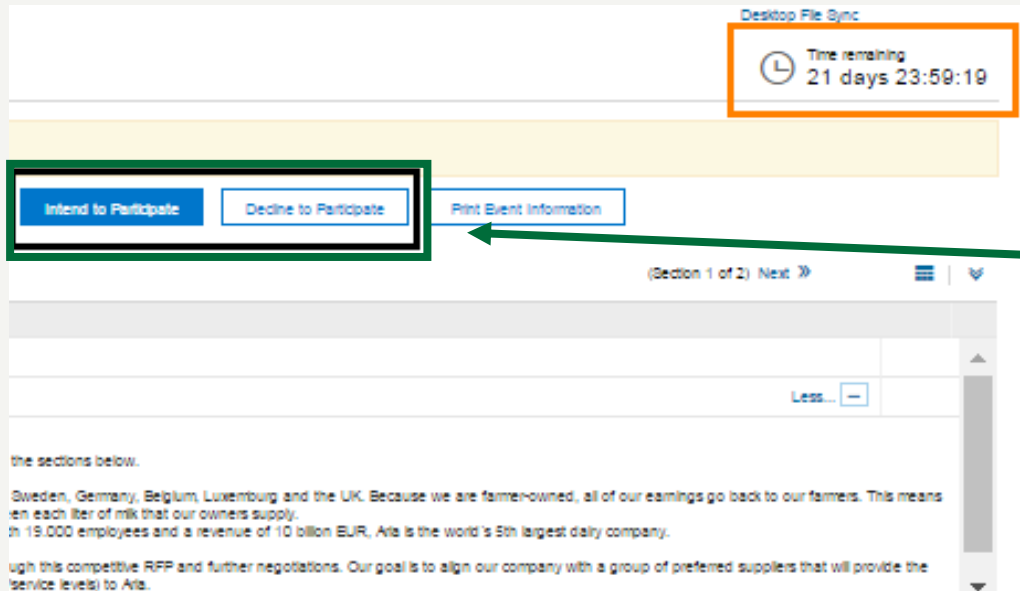 Desktop File Sync
Time remaining
21 days 23:59:19
Intend to Participate
Decline to Participate
Print Event Information
(Section 1 of 2) Next »
Less...
the sections below.
Sweden, Germany, Belgium, Luxemburg and the UK. Because we are farmer-owned, all of our earnings go back to our farmers. This means
en each liter of milk that our owners supply.
th 19.000 employees and a revenue of 10 billion EUR, Arla is the world`s 5th largest dairy company.
ugh this competitive RFP and further negotiations. Our goal is to align our company with a group of preferred suppliers that will provide the
/service levels) to Arla.